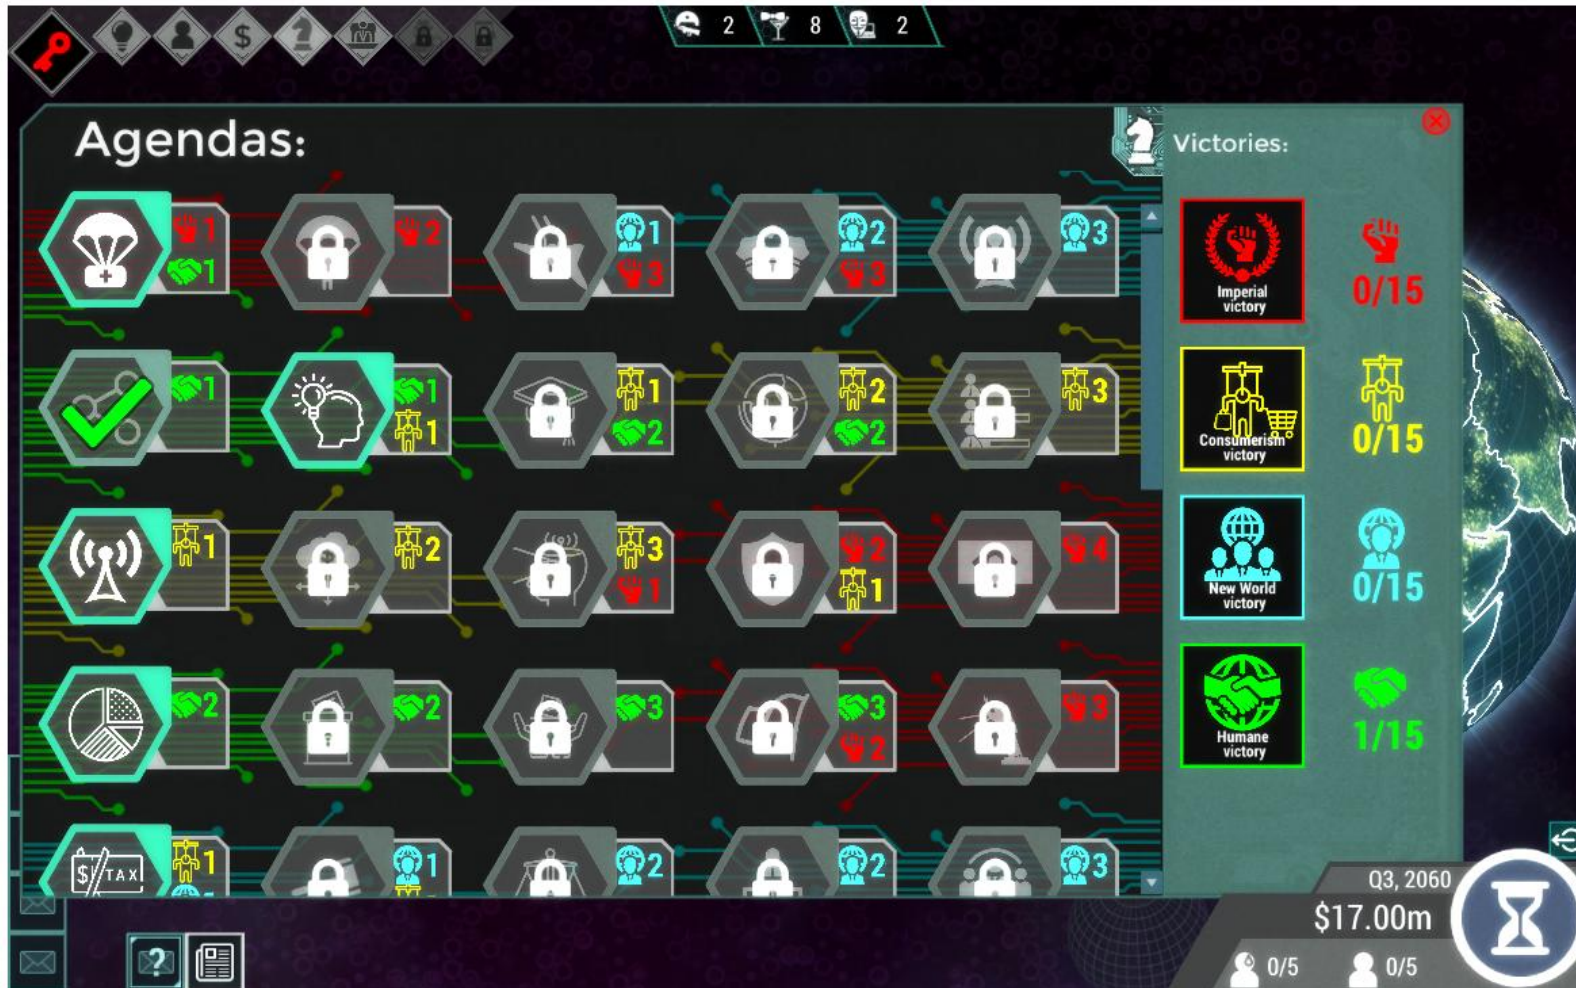 2 8 2
Agendas:
Victories:
1 2 1 2 3
1 3 3
Imperial
victory
0/15
1 1 1 2 3
1 2 2
Consumerism
victory
0/15
1 2 3 2 4
1 1
New World
victory
0/15
2 2 3 3 3
2
Humane
victory
1/15
$ TAX 1 1 2 2 3
Q3, 2060
$17.00m
? 0/5 0/5